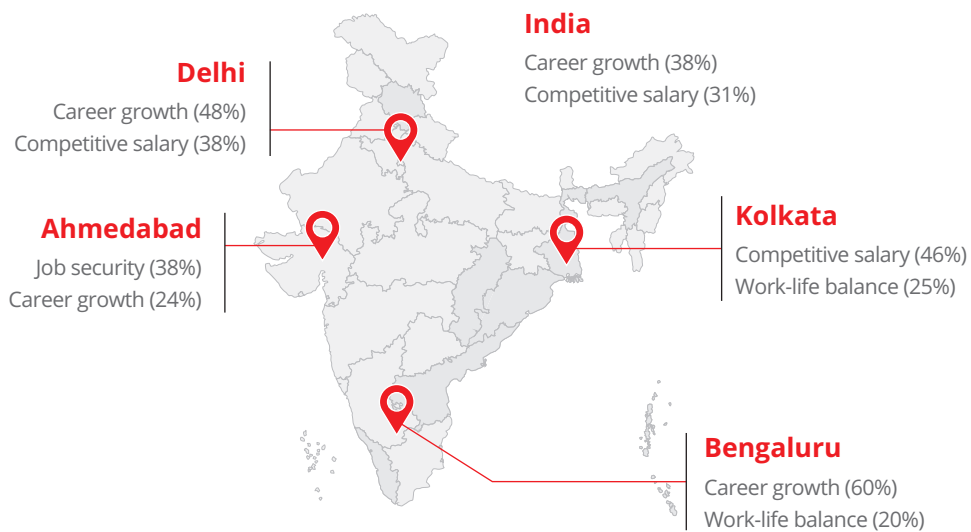 India
Career growth (38%)
Competitive salary (31%)
Delhi
Career growth (48%)
Competitive salary (38%)
Ahmedabad
Job security (38%)
Career growth (24%)
Kolkata
Competitive salary (46%)
Work-life balance (25%)
Bengaluru
Career growth (60%)
Work-life balance (20%)